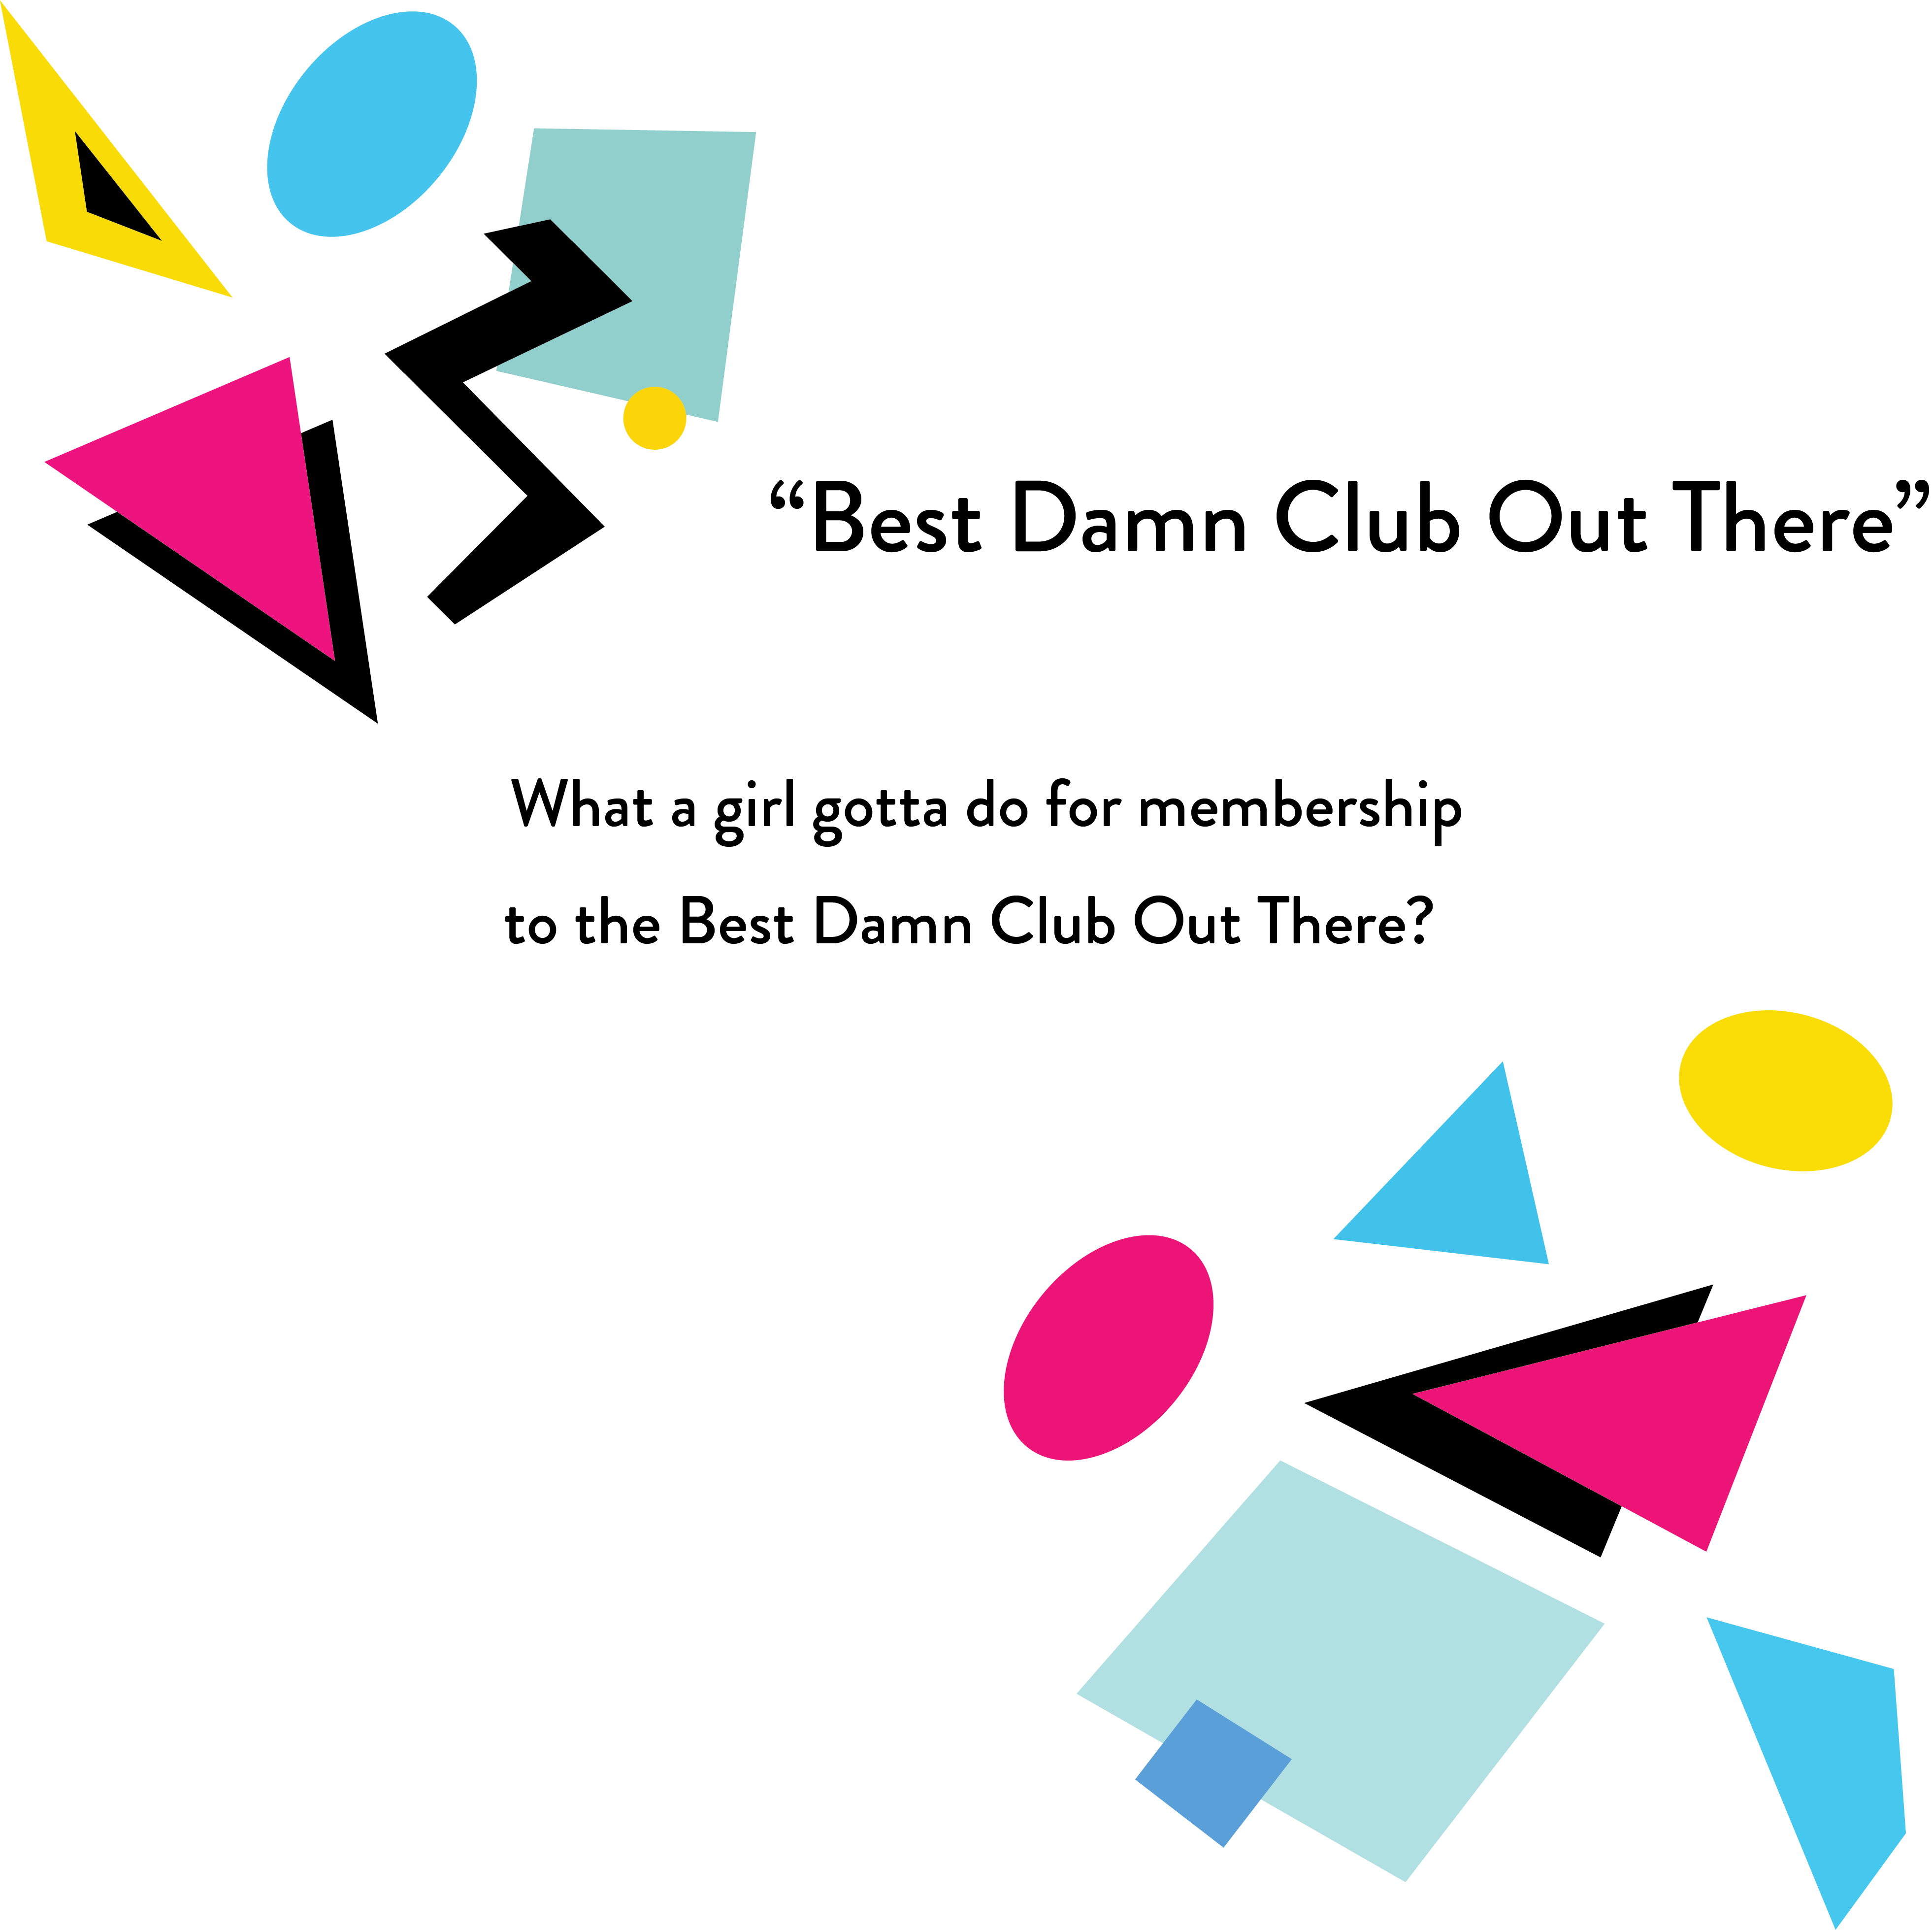 “Best Damn Club Out There”
What a girl gotta do for membership
to the Best Damn Club Out There?